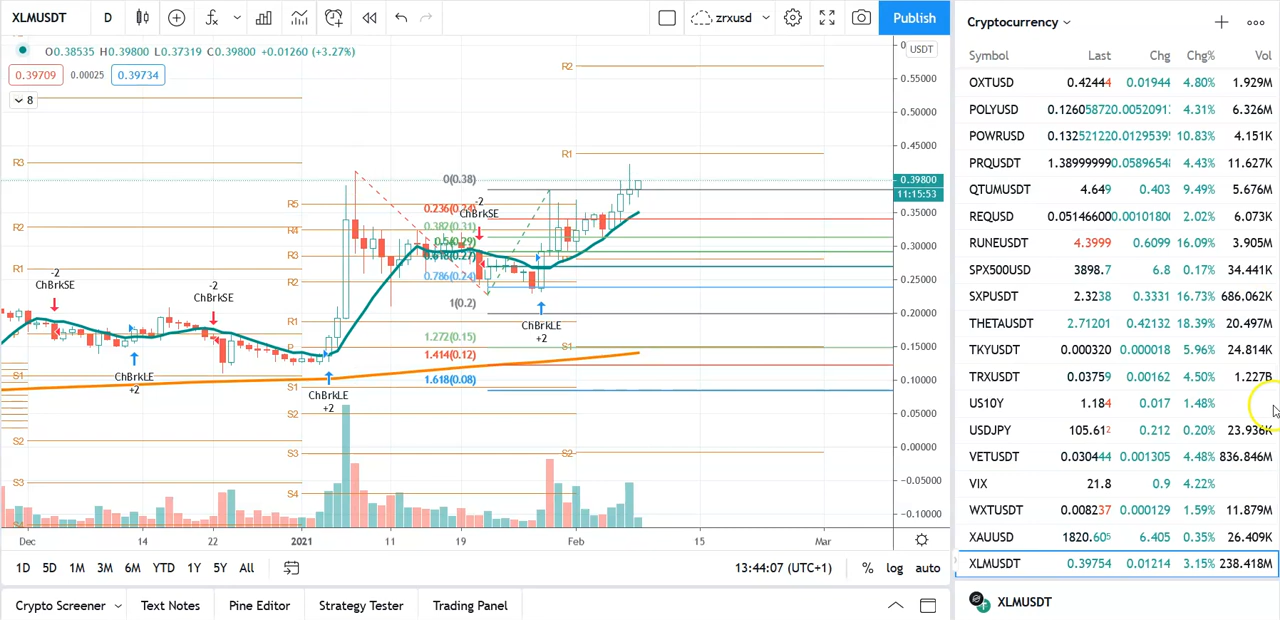 XLMUSDT D zrxusd Publish
O0.38535 H0.39800 L0.37319 C0.39800 +0.01260 (+3.27%)
0.39709 0.00025 0.39734
8
USDT
0.55000
0.50000
0.45000
0.39800
11:15:53
0.35000
0.30000
0.25000
0.20000
0.15000
0.10000
0.05000
0.00000
-0.05000
-0.10000
R3
R2
R1
S1
S2
S3
R5
R3
R2
R1
P
S1
S2
S3
S4
R2
R1
S1
S2
0(0.38)
0.382(0.31)
0.618(0.27)
0.786(0.24)
1(0.2)
1.272(0.15)
1.414(0.12)
1.618(0.08)
-2
ChBrkSE
ChBrkLE
+2
-2
ChBrkSE
ChBrkLE
+2
-2
ChBrkSE
ChBrkLE
+2
Dec 14 22 2021 11 19 Feb 15 Mar
1D 5D 1M 3M 6M YTD 1Y 5Y All 13:44:07 (UTC+1) % log auto
Crypto Screener Text Notes Pine Editor Strategy Tester Trading Panel
Cryptocurrency
Symbol Last Chg Chg% Vol
OXTUSD 0.42444 0.01944 4.80% 1.929M
POLYUSD 0.12605872 0.0052091 4.31% 6.326M
POWRUSD 0.13252122 0.01295395 10.83% 4.151K
PRQUSDT 1.38999999 0.0589654 4.43% 11.627K
QTUMUSDT 4.649 0.403 9.49% 5.676M
REQUSD 0.05146600 0.00101800 2.02% 6.073M
RUNEUSDT 4.3999 0.6099 16.09% 3.905M
SPX500USD 3898.7 6.8 0.17% 34.441K
SXPUSDT 2.3238 0.3331 16.73% 686.062K
THETAUSDT 2.71201 0.42132 18.39% 20.497M
TKYUSDT 0.000320 0.000018 5.96% 24.814K
TRXUSDT 0.03759 0.00162 4.50% 1.227B
US10Y 1.184 0.017 1.48%
USDJPY 105.612 0.212 0.20% 23.936K
VETUSDT 0.030444 0.001305 4.48% 836.846M
VIX 21.8 0.9 4.22%
WXTUSDT 0.008237 0.000129 1.59% 11.879M
XAUUSD 1820.605 6.405 0.35% 26.409K
XLMUSDT 0.39754 0.01214 3.15% 238.418M
XLMUSDT